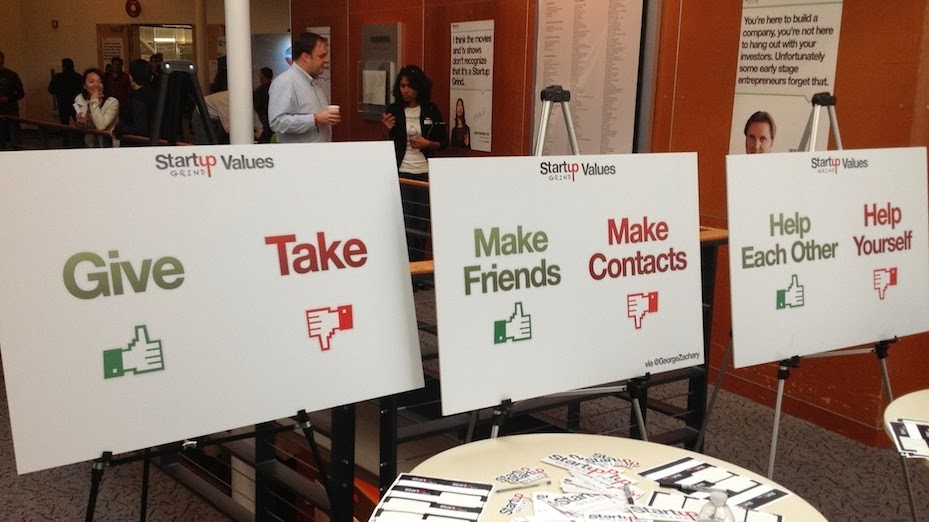 Startup Values
GRIND
Give
Take
Startup Values
GRIND
Make
Friends
Make
Contacts
via @GeorgeZachary
Startup Values
GRIND
Help
Each Other
Help
Yourself
I think the movies
and tv shows
don't recognize
that it's a Startup
Grind.
You're here to build a
company, you're not here
to hang out with your
investors. Unfortunately
some early stage
entrepreneurs forget that.
Startup
Startup
Startup